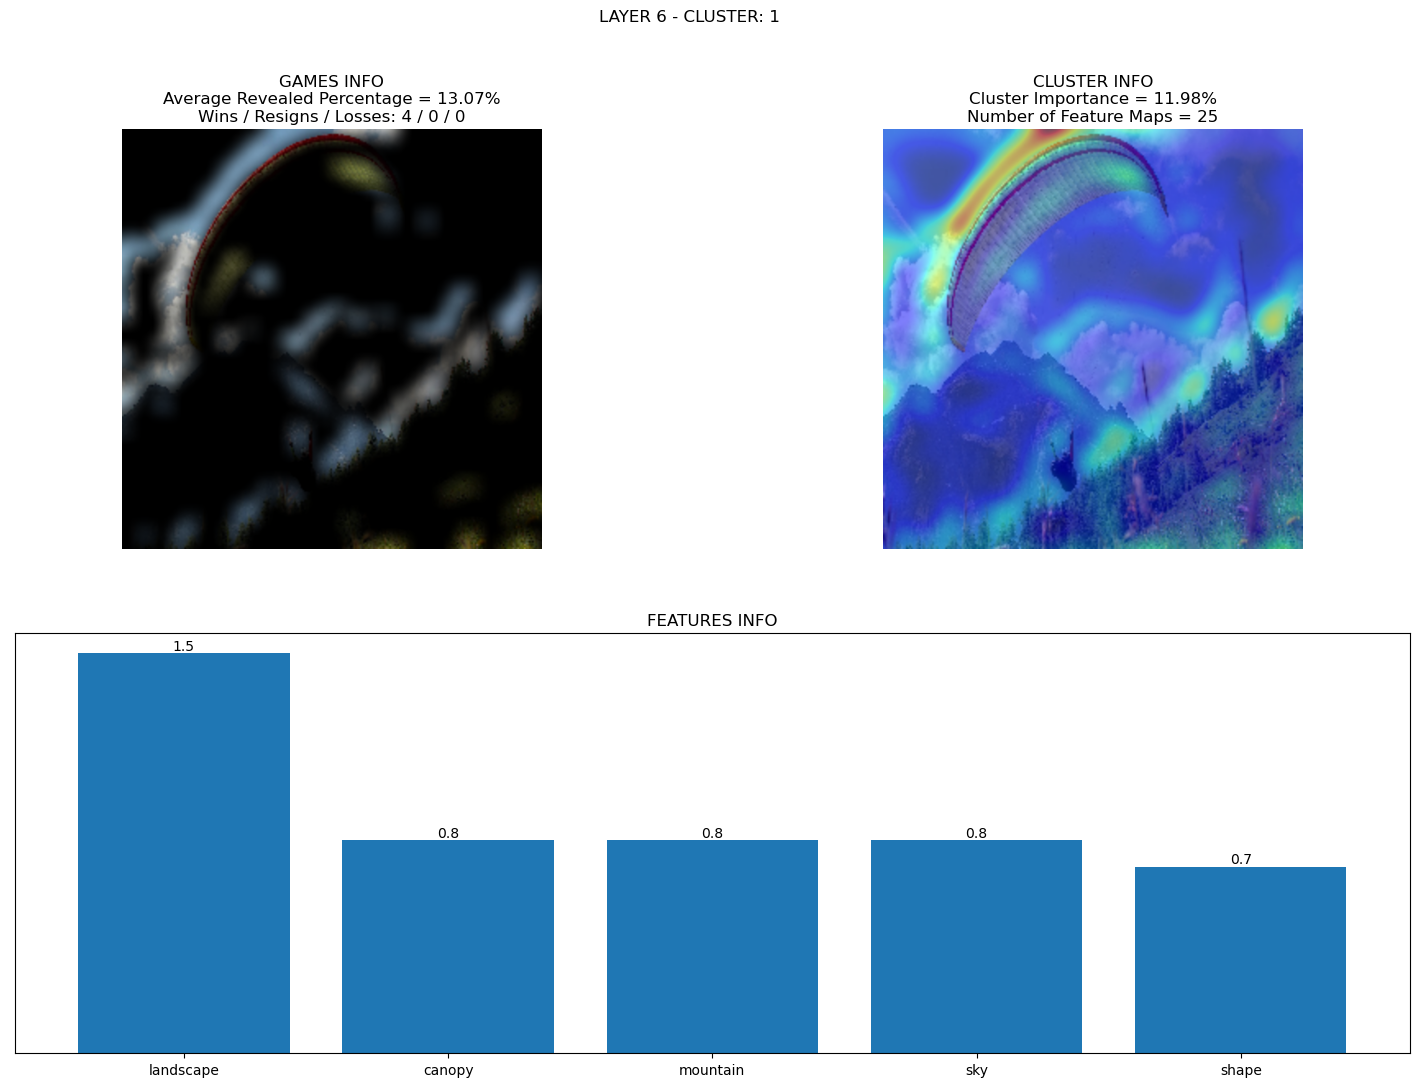 LAYER 6 - CLUSTER: 1
GAMES INFO
Average Revealed Percentage = 13.07%
Wins / Resigns / Losses: 4 / 0 / 0
CLUSTER INFO
Cluster Importance = 11.98%
Number of Feature Maps = 25
FEATURES INFO
1.5
0.8
0.8
0.8
0.7
landscape
canopy
mountain
sky
shape